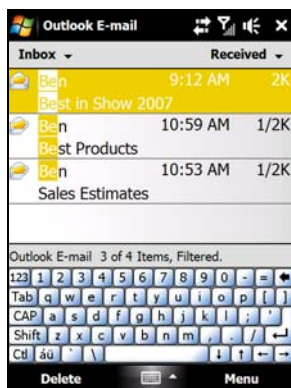 Outlook E-mail
Inbox Received
Ben 9:12 AM 2K
Best in Show 2007
Ben 10:59 AM 1/2K
Best Products
Ben 10:53 AM 1/2K
Sales Estimates
Outlook E-mail 3 of 4 Items, Filtered.
123 1 2 3 4 5 6 7 8 9 0 - =
Tab q w e r t y u i o p [ ]
CAP a s d f g h j k l ; '
Shift z x c v b n m , . /
Ctl áü ` \
Delete Menu